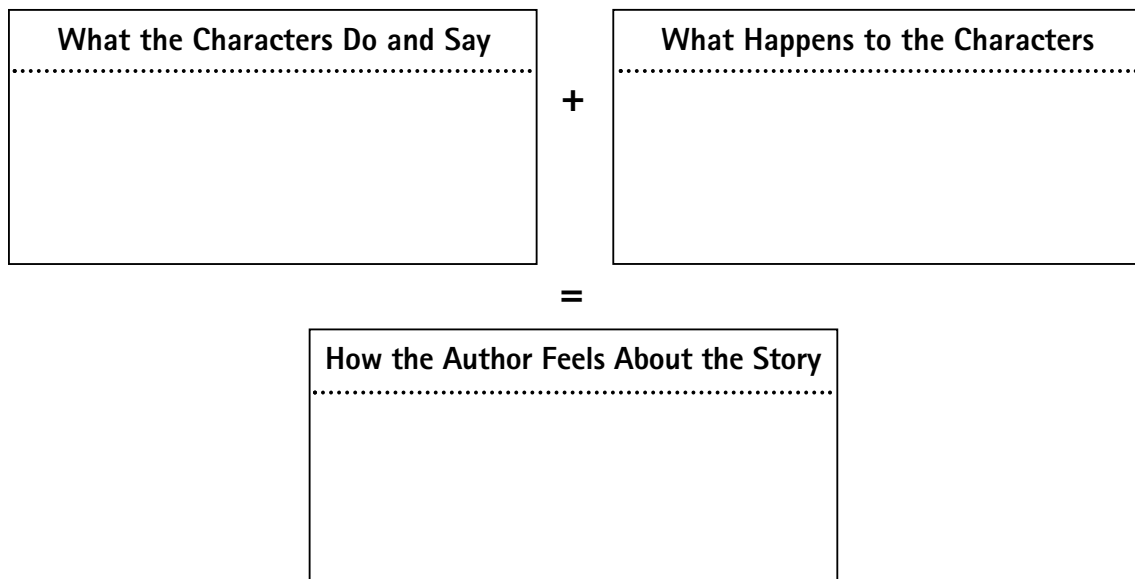 What the Characters Do and Say
+
What Happens to the Characters
=
How the Author Feels About the Story